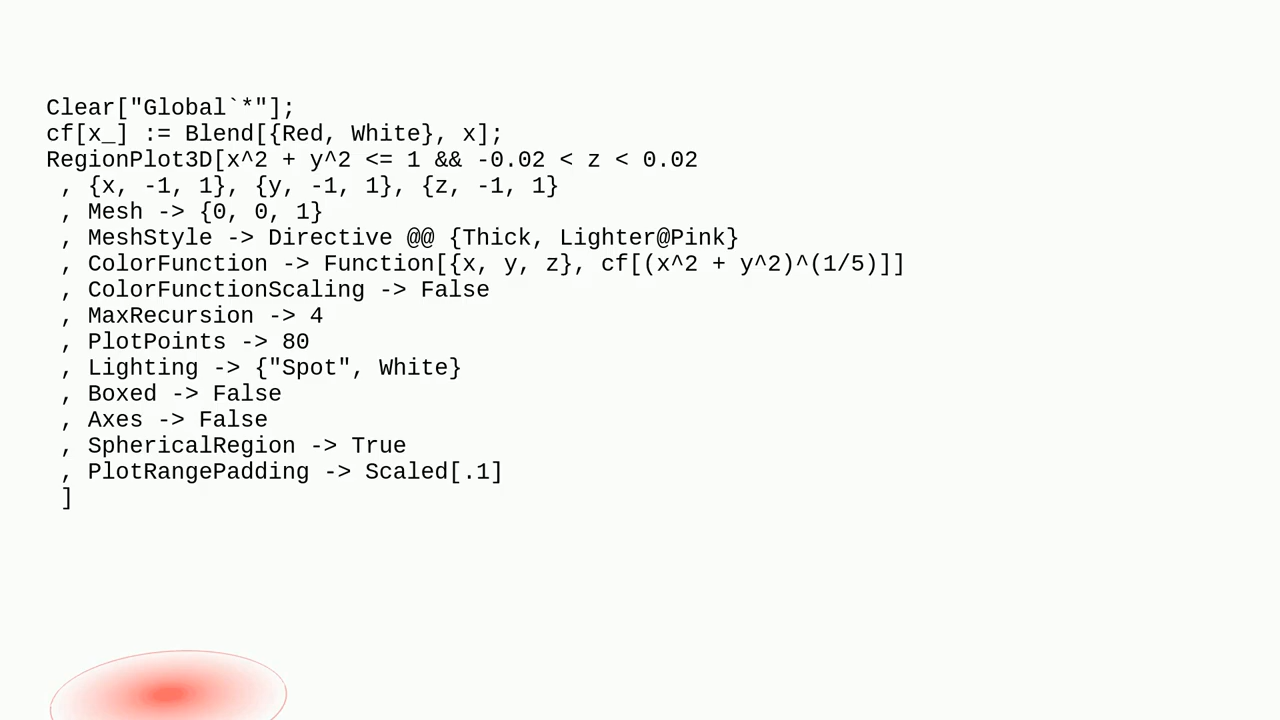 Clear["Global`*"];
cf[x_] := Blend[{Red, White}, x];
RegionPlot3D[x^2 + y^2 <= 1 && -0.02 < z < 0.02
, {x, -1, 1}, {y, -1, 1}, {z, -1, 1}
, Mesh -> {0, 0, 1}
, MeshStyle -> Directive @@ {Thick, Lighter@Pink}
, ColorFunction -> Function[{x, y, z}, cf[(x^2 + y^2)^(1/5)]]
, ColorFunctionScaling -> False
, MaxRecursion -> 4
, PlotPoints -> 80
, Lighting -> {"Spot", White}
, Boxed -> False
, Axes -> False
, SphericalRegion -> True
, PlotRangePadding -> Scaled[.1]
]